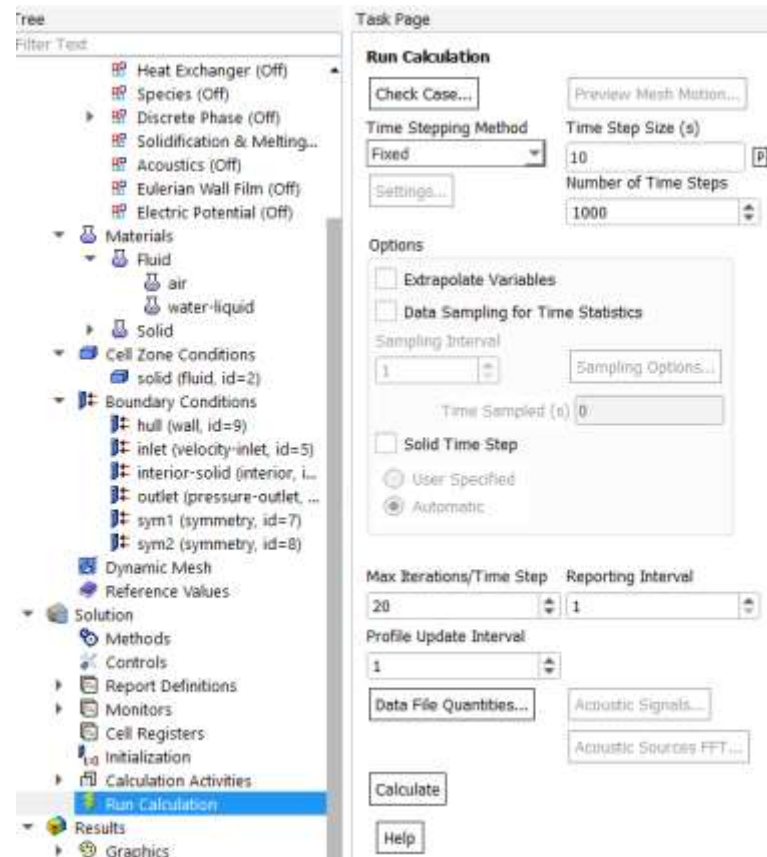 Tree
Filter Text
Heat Exchanger (Off)
Species (Off)
Discrete Phase (Off)
Solidification & Melting...
Acoustics (Off)
Eulerian Wall Film (Off)
Electric Potential (Off)
Materials
Fluid
air
water-liquid
Solid
Cell Zone Conditions
solid (fluid, id=2)
Boundary Conditions
hull (wall, id=9)
inlet (velocity-inlet, id=5)
interior-solid (interior, i...
outlet (pressure-outlet, ...
sym1 (symmetry, id=7)
sym2 (symmetry, id=8)
Dynamic Mesh
Reference Values
Solution
Methods
Controls
Report Definitions
Monitors
Cell Registers
Initialization
Calculation Activities
Run Calculation
Results
Graphics
Task Page
Run Calculation
Check Case... Preview Mesh Motion...
Time Stepping Method Time Step Size (s)
Fixed 10 P
Settings... Number of Time Steps
1000
Options
Extrapolate Variables
Data Sampling for Time Statistics
Sampling Interval
1 Sampling Options...
Time Sampled (s) 0
Solid Time Step
User Specified
Automatic
Max Iterations/Time Step Reporting Interval
20 1
Profile Update Interval
1
Data File Quantities... Acoustic Signals...
Acoustic Sources FFT...
Calculate
Help